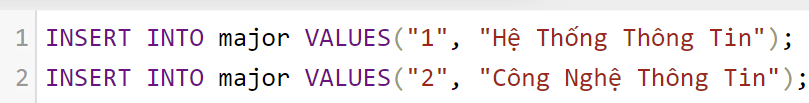 1 INSERT INTO major VALUES("1", "Hệ Thống Thông Tin");
2 INSERT INTO major VALUES("2", "Công Nghệ Thông Tin");